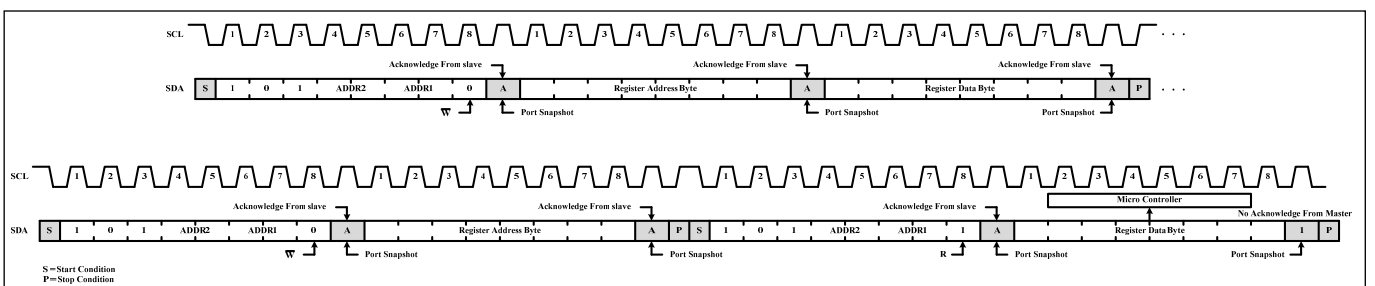 SCL 1 2 3 4 5 6 7 8 1 2 3 4 5 6 7 8 1 2 3 4 5 6 7 8 . . .
Acknowledge From slave Acknowledge From slave Acknowledge From slave
SDA S 1 0 1 ADDR2 ADDR1 0 A Register Address Byte A Register Data Byte A P . . .
W Port Snapshot Port Snapshot Port Snapshot
SCL 1 2 3 4 5 6 7 8 1 2 3 4 5 6 7 8 1 2 3 4 5 6 7 8 1 2 3 4 5 6 7 8
Micro Controller
Acknowledge From slave Acknowledge From slave Acknowledge From slave No Acknowledge From Master
SDA S 1 0 1 ADDR2 ADDR1 0 A Register Address Byte A P S 1 0 1 ADDR2 ADDR1 1 A Register Data Byte 1 P
W Port Snapshot Port Snapshot R Port Snapshot Port Snapshot
S=Start Condition
P=Stop Condition